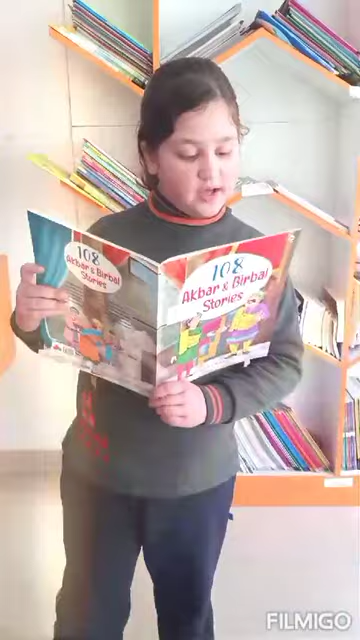 108
Akbar & Birbal
Stories
108
Akbar & Birbal
Stories
FILMIGO